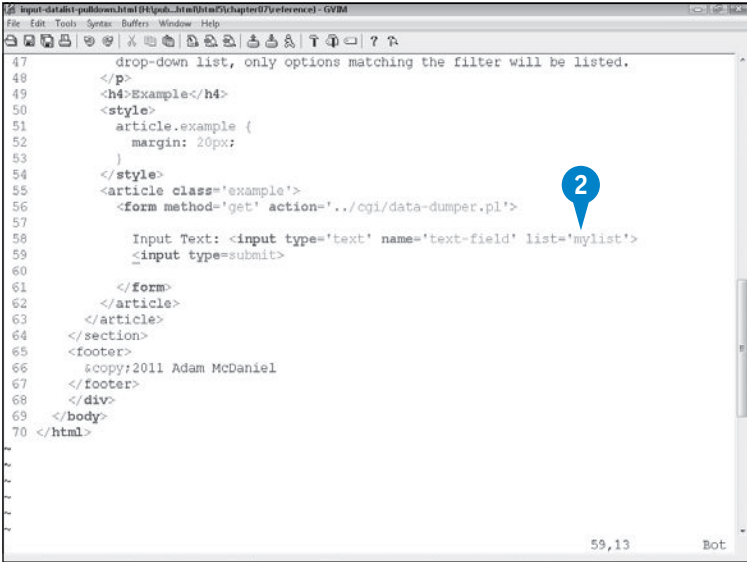 input-datalist-pulldown.html (H:\pub...html\html5\chapter07\reference) - GVIM
File Edit Tools Syntax Buffers Window Help
47 drop-down list, only options matching the filter will be listed.
48 </p>
49 <h4>Example</h4>
50 <style>
51 article.example {
52 margin: 20px;
53 }
54 </style>
55 <article class='example'>
56 <form method='get' action='../cgi/data-dumper.pl'>
57
2
58 Input Text: <input type='text' name='text-field' list='mylist'>
59 <input type=submit>
60
61 </form>
62 </article>
63 </article>
64 </section>
65 <footer>
66 &copy;2011 Adam McDaniel
67 </footer>
68 </div>
69 </body>
70 </html>
~
~
~
~
~
~
59,13 Bot